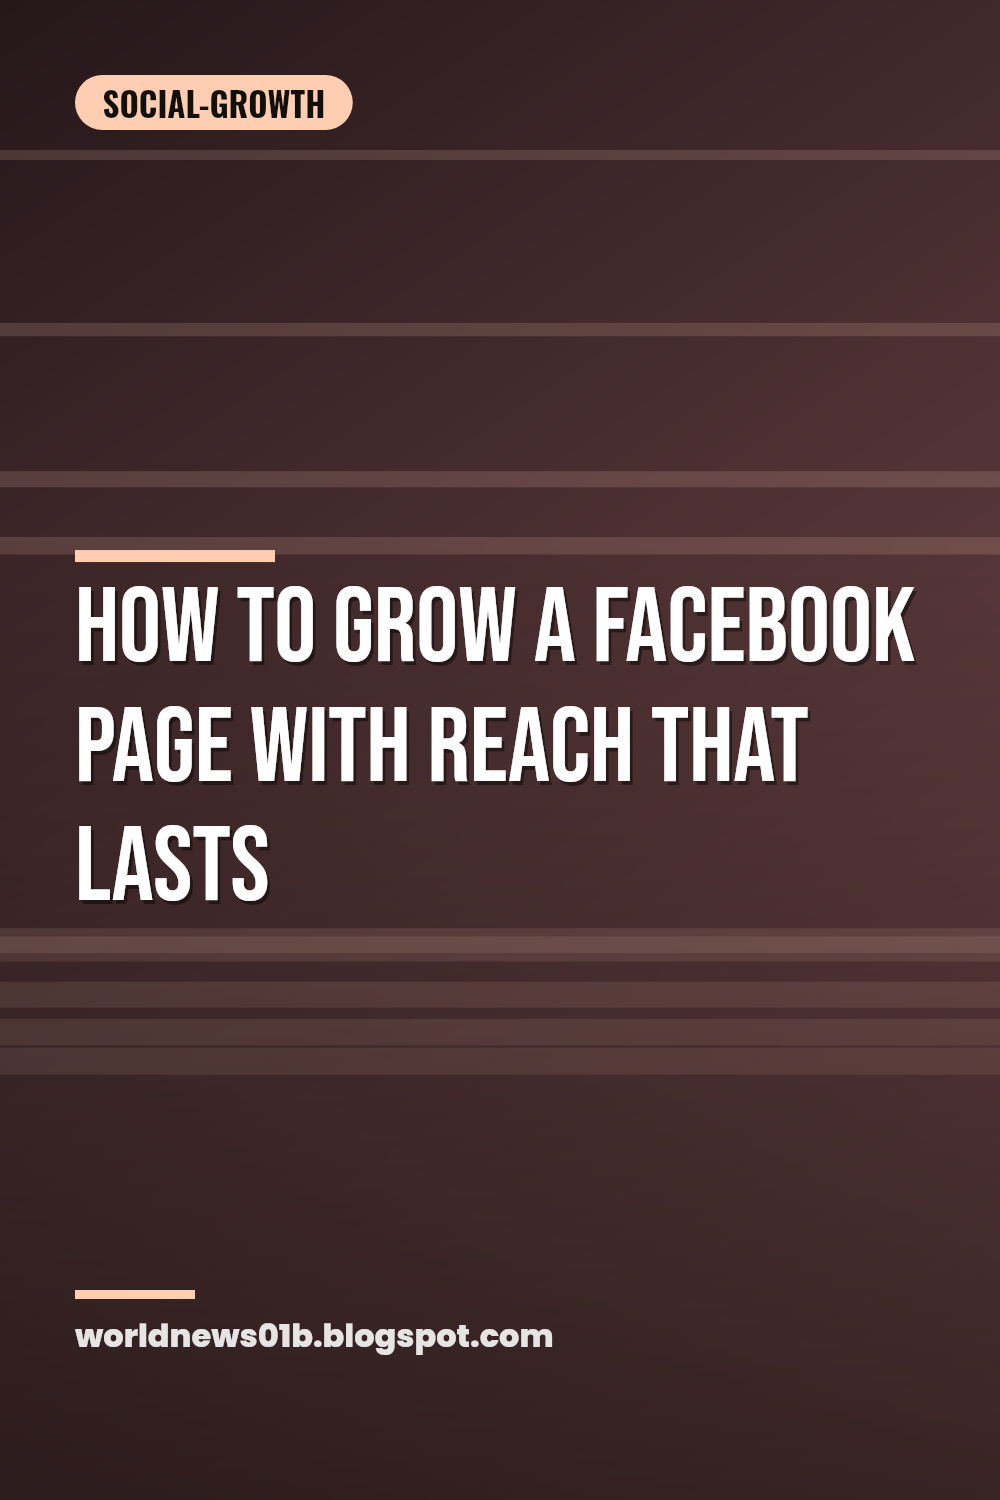 SOCIAL-GROWTH
HOW TO GROW A FACEBOOK
PAGE WITH REACH THAT
LASTS
worldnews01b.blogspot.com